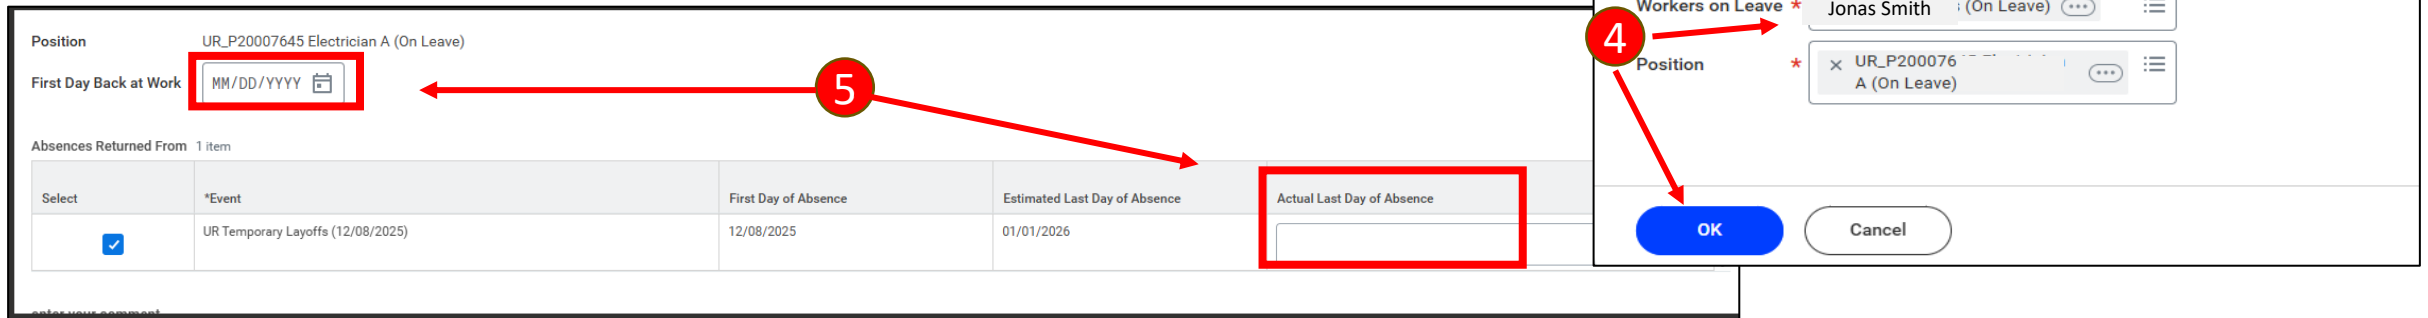 Position UR_P20007645 Electrician A (On Leave)
First Day Back at Work MM/DD/YYYY
5
Absences Returned From 1 item
Select *Event First Day of Absence Estimated Last Day of Absence Actual Last Day of Absence
UR Temporary Layoffs (12/08/2025) 12/08/2025 01/01/2026
enter your comment
Workers on Leave * Jonas Smith (On Leave)
4
Position * × UR_P200076
A (On Leave)
OK Cancel